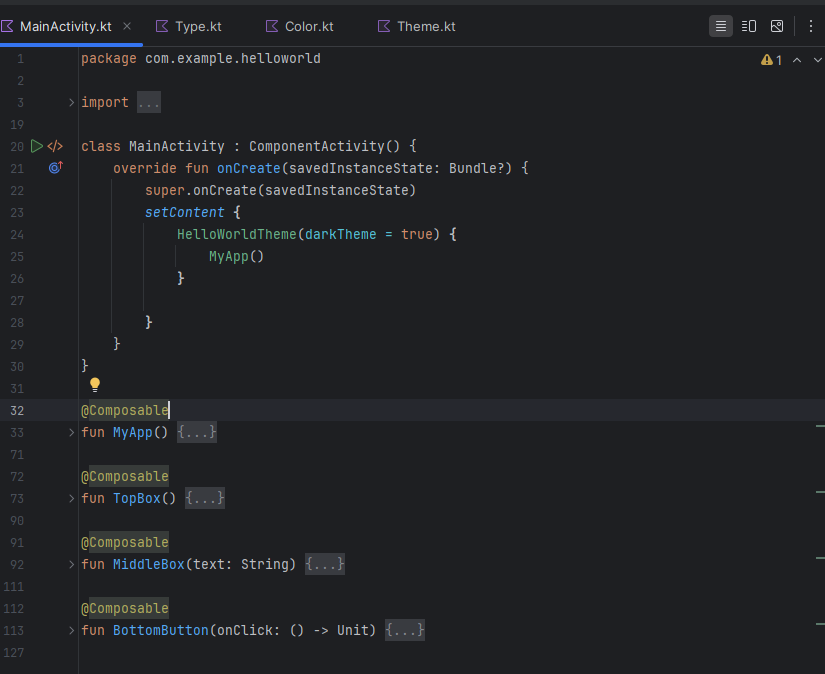 MainActivity.kt Type.kt Color.kt Theme.kt
1 package com.example.helloworld
2
3 import ...
19
20 class MainActivity : ComponentActivity() {
21 override fun onCreate(savedInstanceState: Bundle?) {
22 super.onCreate(savedInstanceState)
23 setContent {
24 HelloWorldTheme(darkTheme = true) {
25 MyApp()
26 }
27
28 }
29 }
30 }
31
32 @Composable
33 fun MyApp() {...}
71
72 @Composable
73 fun TopBox() {...}
90
91 @Composable
92 fun MiddleBox(text: String) {...}
111
112 @Composable
113 fun BottomButton(onClick: () -> Unit) {...}
127
1